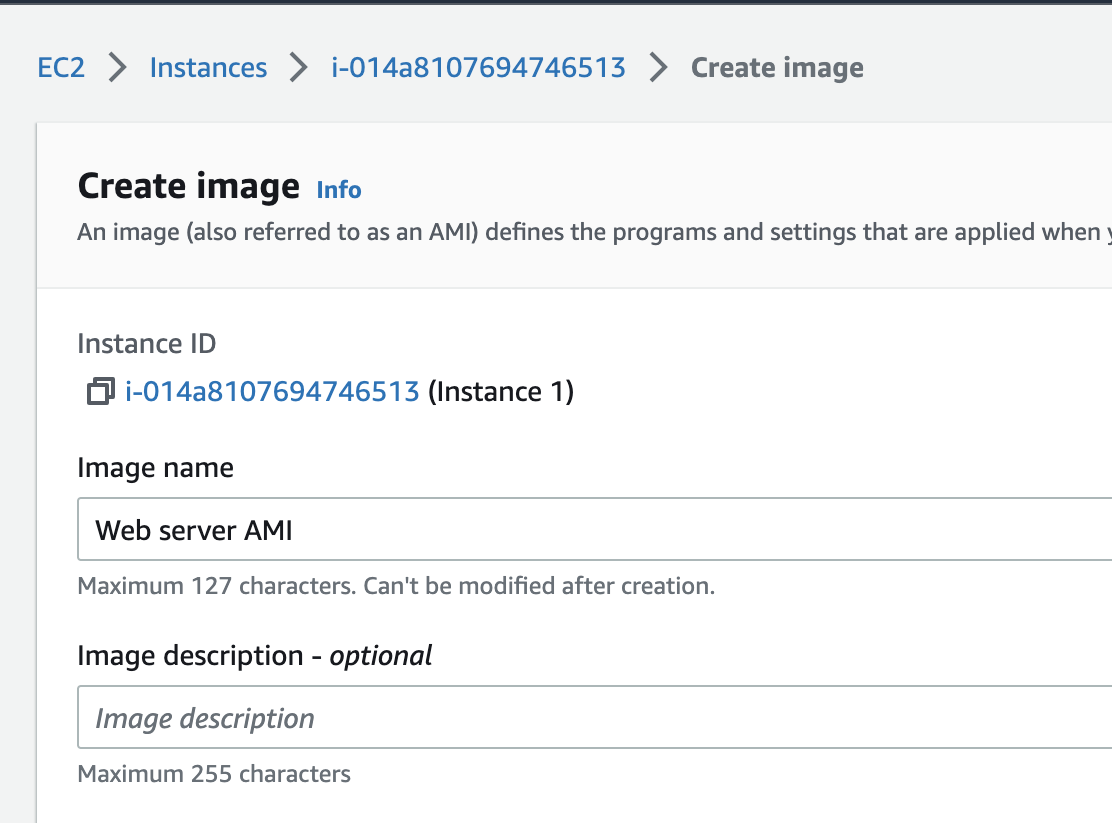 EC2 > Instances > i-014a8107694746513 > Create image
Create image Info
An image (also referred to as an AMI) defines the programs and settings that are applied when
Instance ID
i-014a8107694746513 (Instance 1)
Image name
Web server AMI
Maximum 127 characters. Can't be modified after creation.
Image description - optional
Image description
Maximum 255 characters